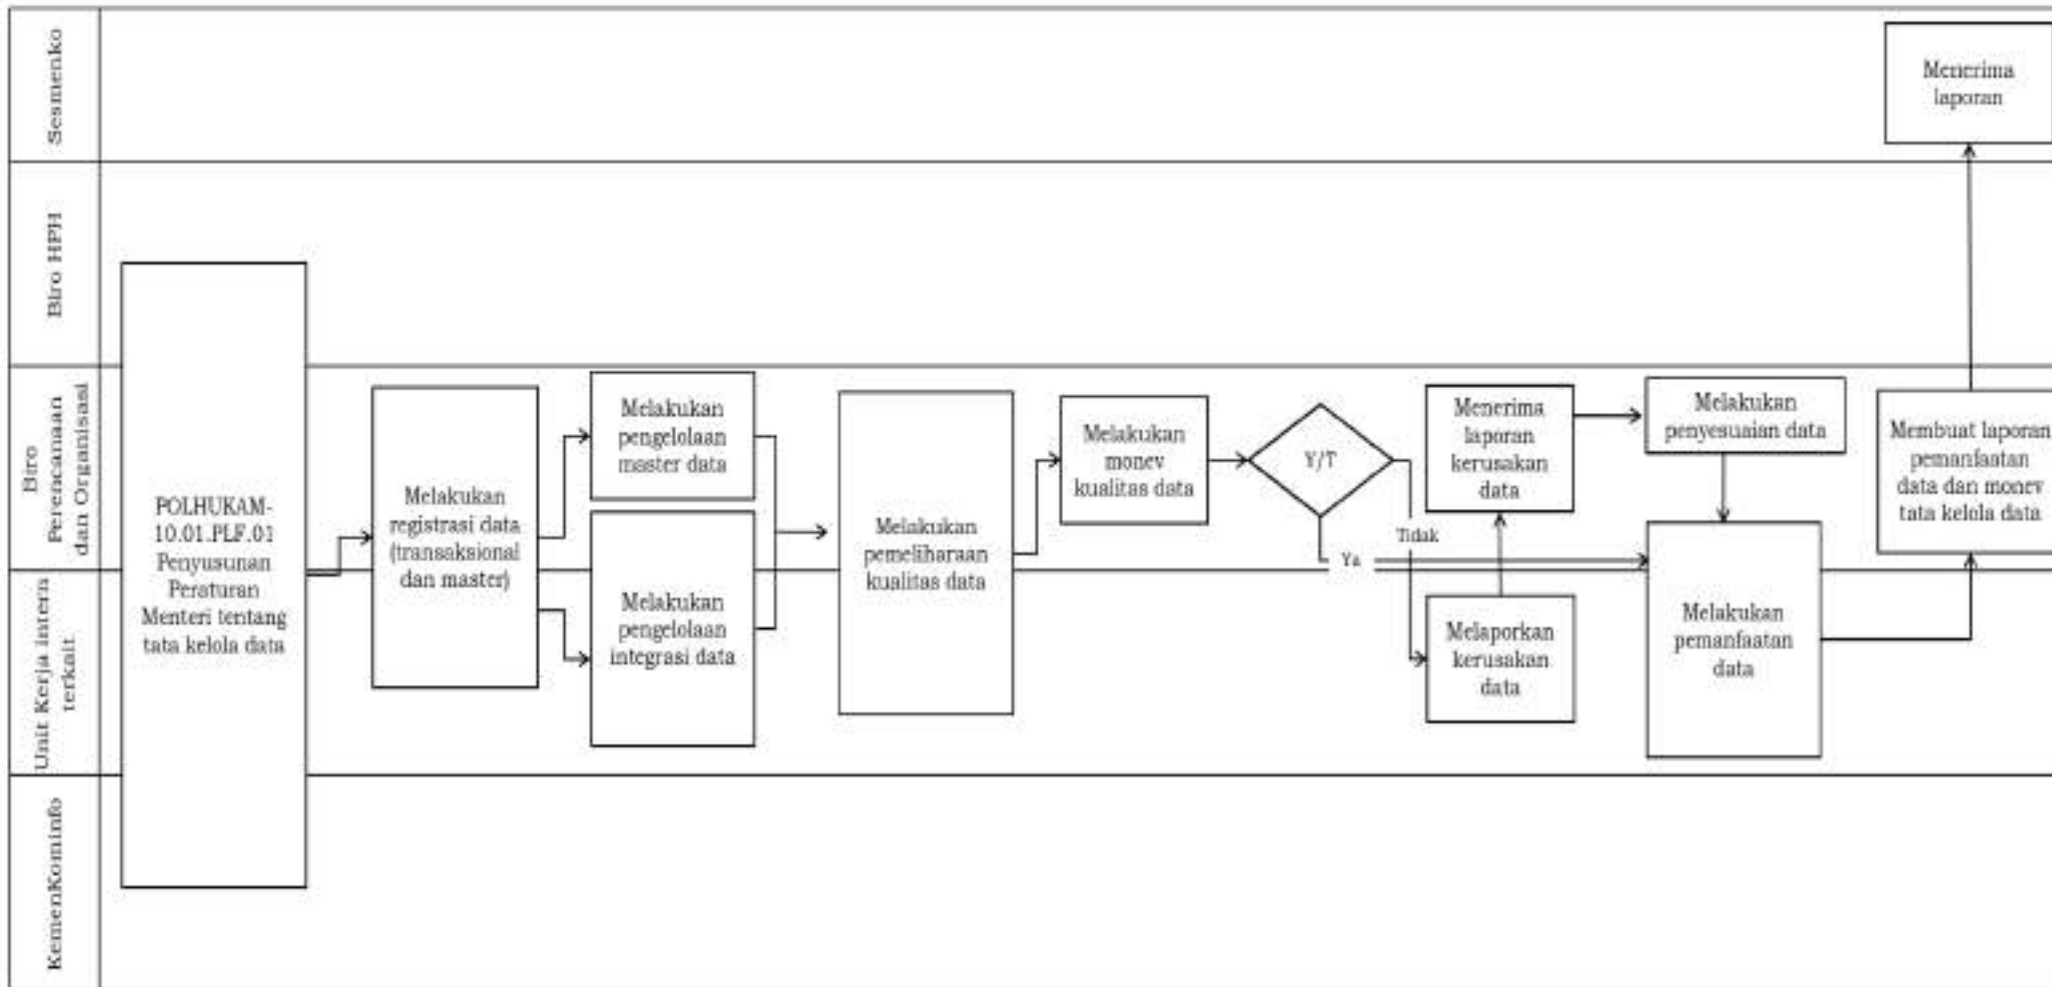 Sesmenko
Biro HPH
Biro
Perencanaan
dan Organisasi
Unit Kerja intern
terkait
KemenKominfo
POLHUKAM-
10.01.PLF.01
Penyusunan
Peraturan
Menteri tentang
tata kelola data
Melakukan
registrasi data
(transaksional
dan master)
Melakukan
pengelolaan
master data
Melakukan
pengelolaan
integrasi data
Melakukan
pemeliharaan
kualitas data
Melakukan
monev
kualitas data
Y/T
Ya
Tidak
Menerima
laporan
kerusakan
data
Melaporkan
kerusakan
data
Melakukan
penyesuaian data
Melakukan
pemanfaatan
data
Membuat laporan
pemanfaatan
data dan monev
tata kelola data
Menerima
laporan